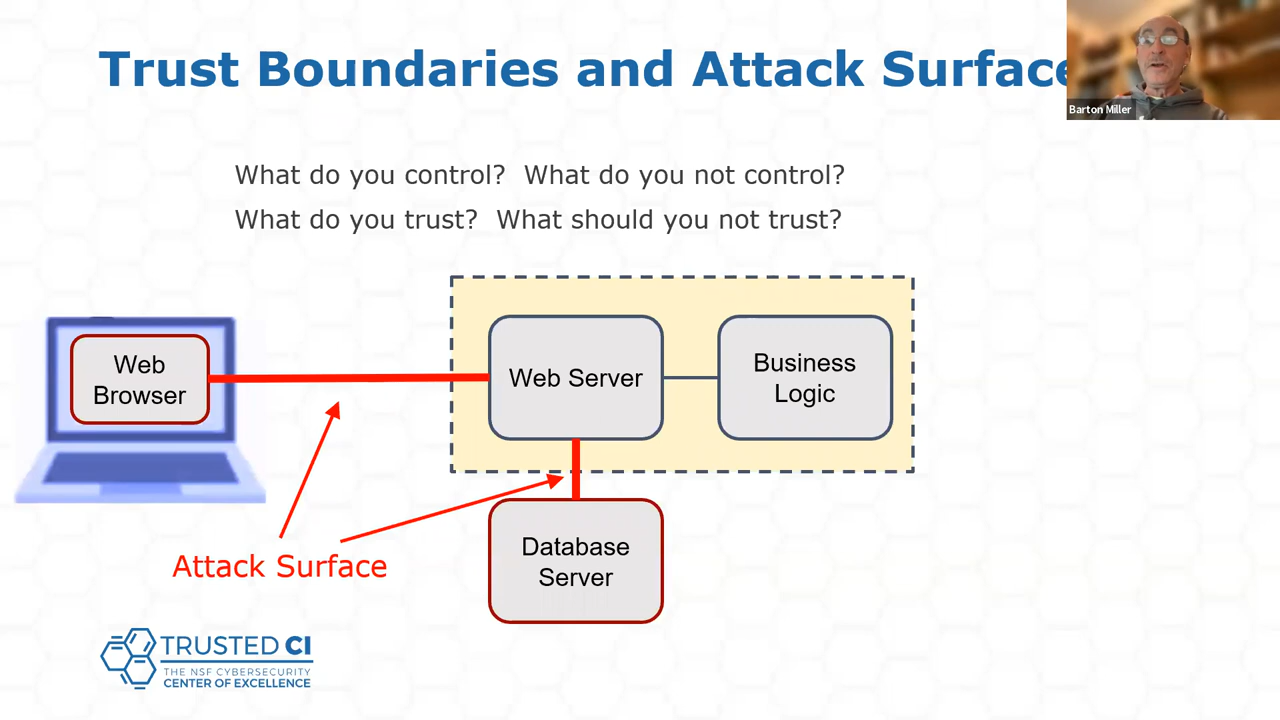 Trust Boundaries and Attack Surface
Barton Miller
What do you control? What do you not control?
What do you trust? What should you not trust?
Web
Browser
Web Server
Business
Logic
Database
Server
Attack Surface
TRUSTED CI
THE NSF CYBERSECURITY
CENTER OF EXCELLENCE